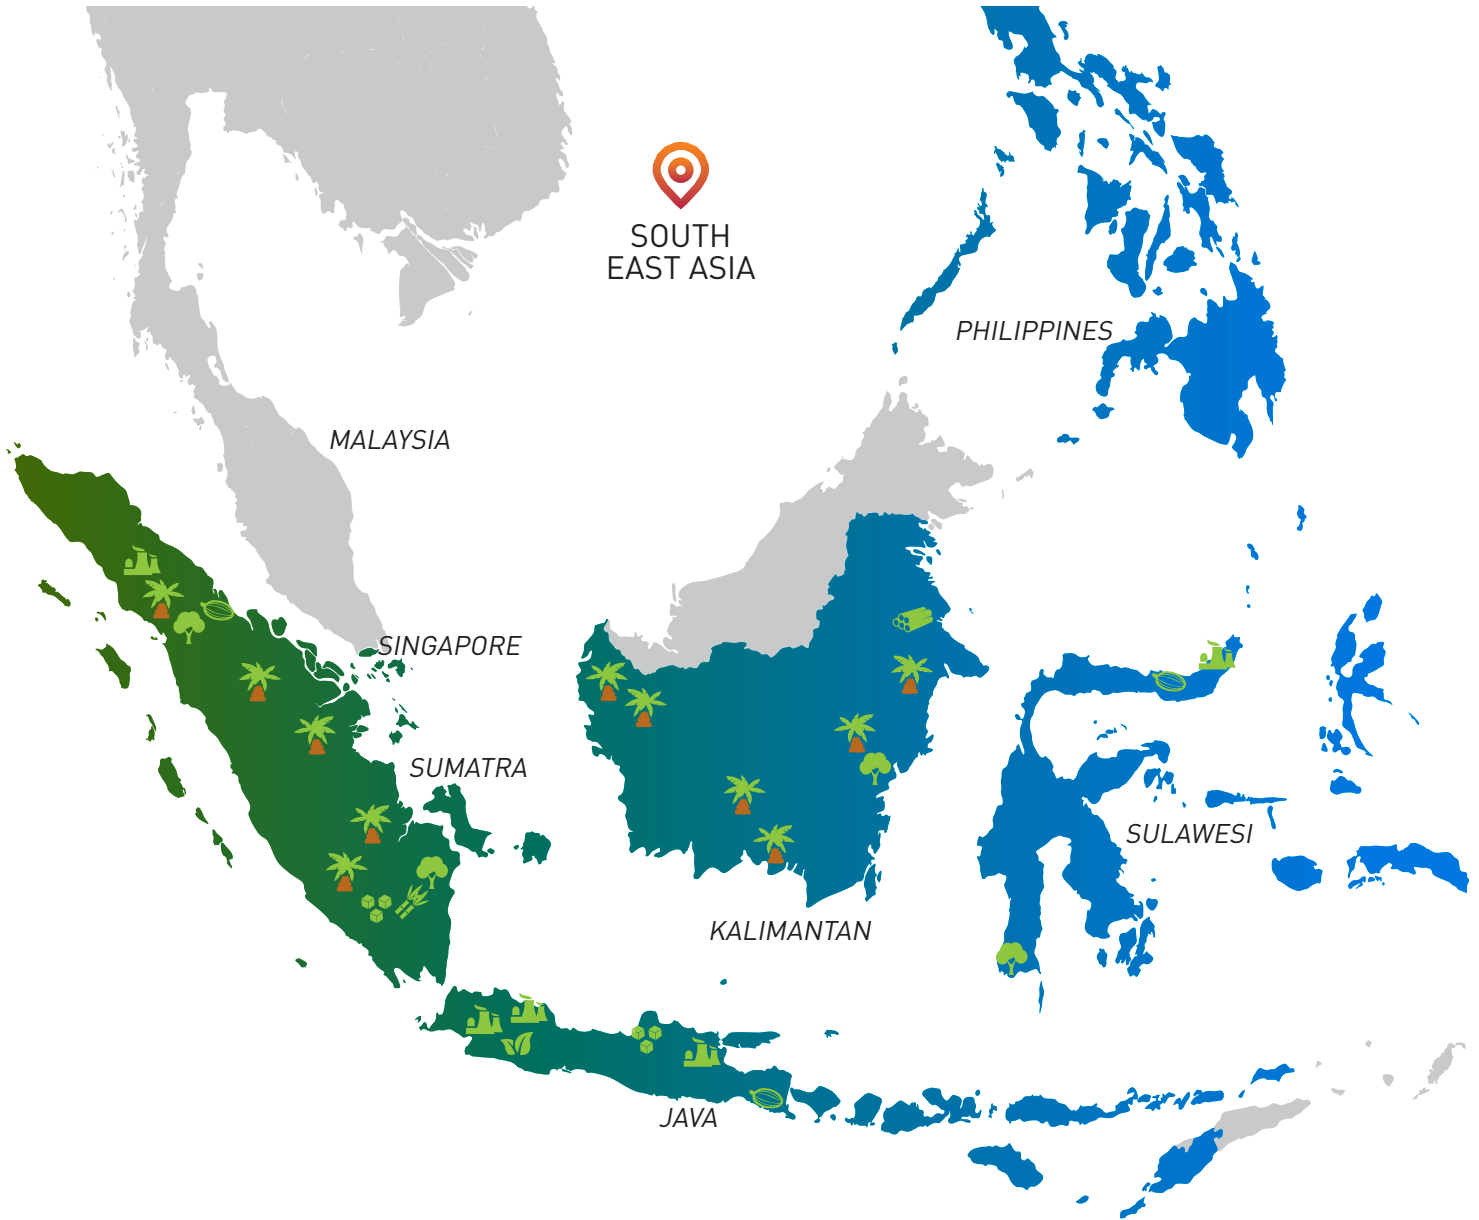 SOUTH
EAST ASIA
PHILIPPINES
MALAYSIA
SINGAPORE
SUMATRA
SULAWESI
KALIMANTAN
JAVA